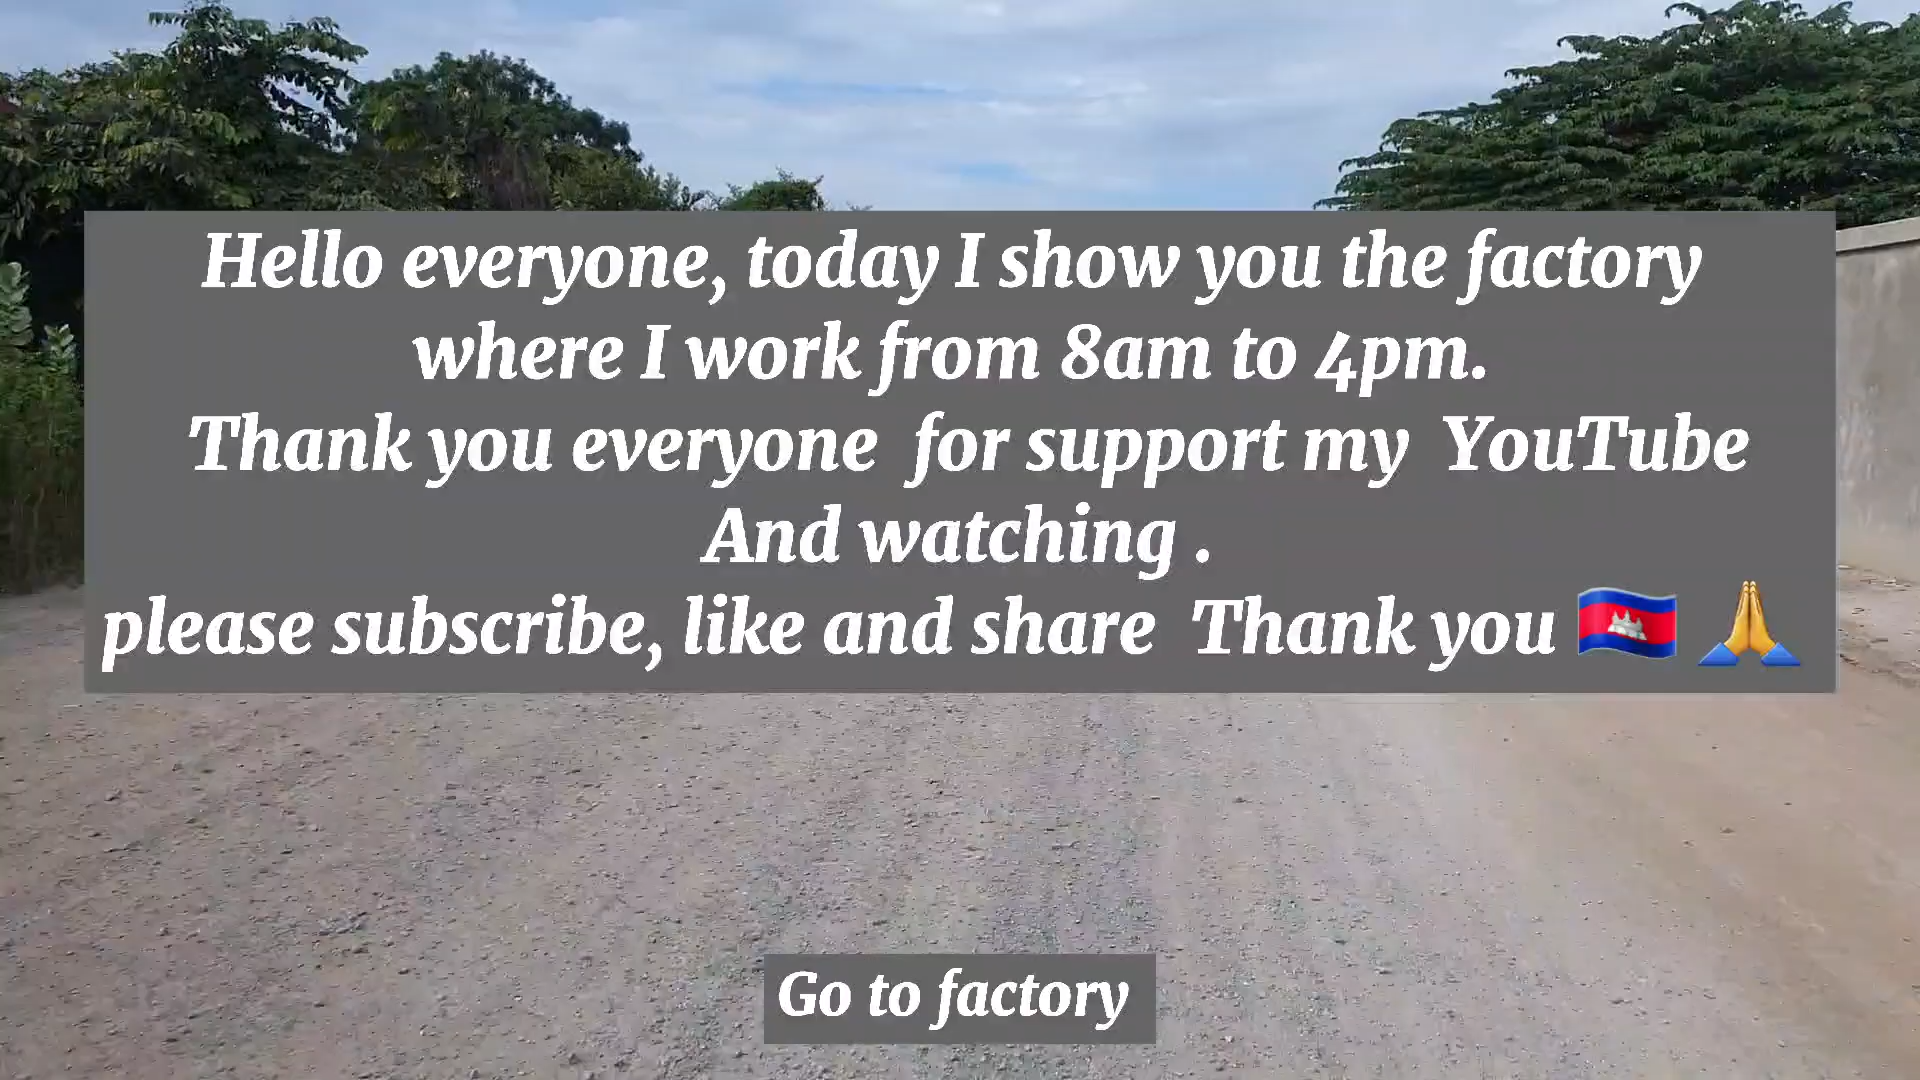 Hello everyone, today I show you the factory
where I work from 8am to 4pm.
Thank you everyone for support my YouTube
And watching .
please subscribe, like and share Thank you 🇰🇭 🙏
Go to factory